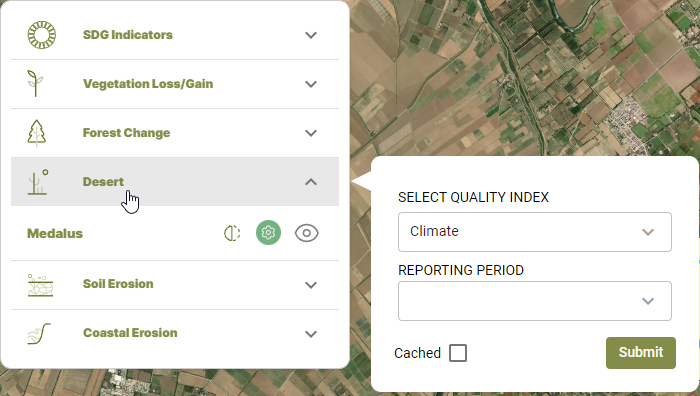 SDG Indicators
Vegetation Loss/Gain
Forest Change
Desert
Medalus
Soil Erosion
Coastal Erosion
SELECT QUALITY INDEX
Climate
REPORTING PERIOD
Cached
Submit